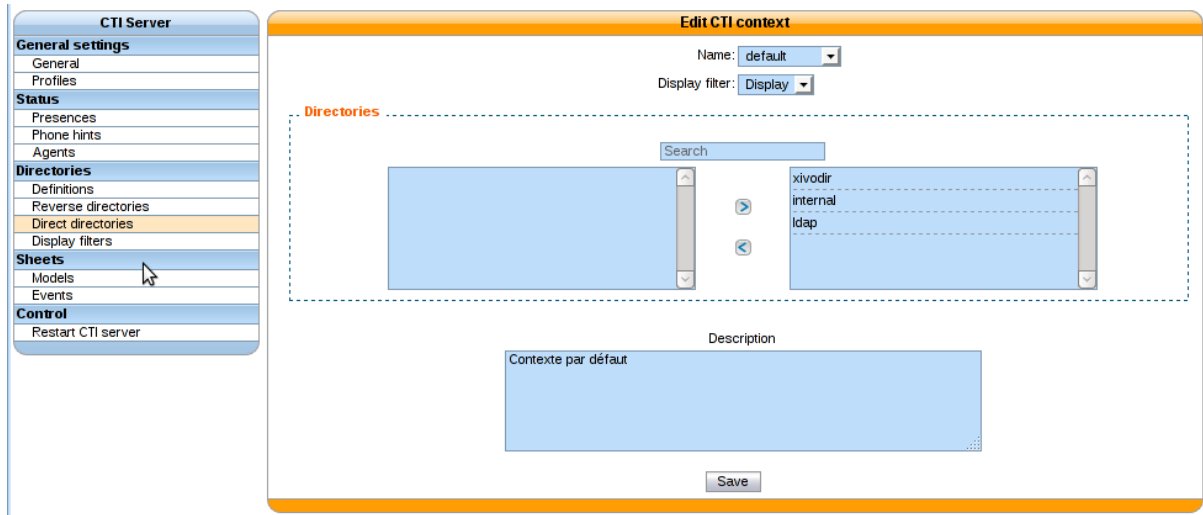 CTI Server
General settings
General
Profiles
Status
Presences
Phone hints
Agents
Directories
Definitions
Reverse directories
Direct directories
Display filters
Sheets
Models
Events
Control
Restart CTI server
Edit CTI context
Name: default
Display filter: Display
Directories
Search
xivodir
internal
ldap
Description
Contexte par défaut
Save